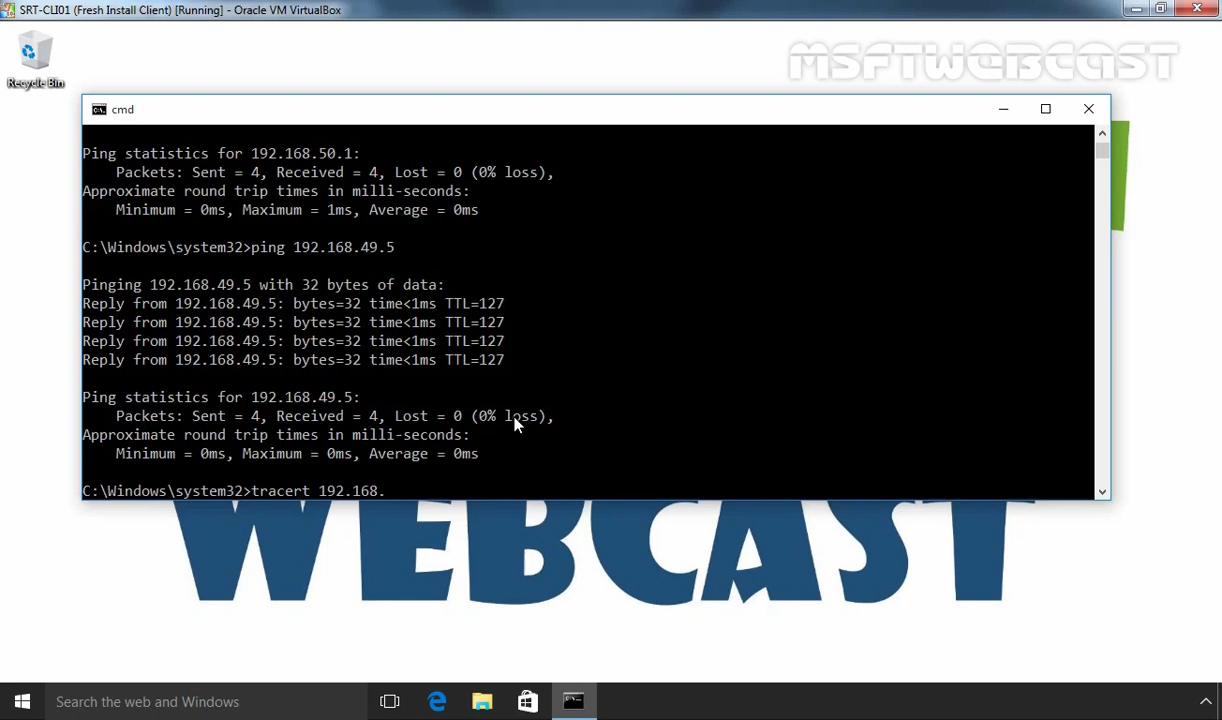 SRT-CLI01 (Fresh Install Client) [Running] - Oracle VM VirtualBox
MSFTWEBCAST
Recycle Bin
cmd
Ping statistics for 192.168.50.1:
Packets: Sent = 4, Received = 4, Lost = 0 (0% loss),
Approximate round trip times in milli-seconds:
Minimum = 0ms, Maximum = 1ms, Average = 0ms
C:\Windows\system32>ping 192.168.49.5
Pinging 192.168.49.5 with 32 bytes of data:
Reply from 192.168.49.5: bytes=32 time<1ms TTL=127
Reply from 192.168.49.5: bytes=32 time<1ms TTL=127
Reply from 192.168.49.5: bytes=32 time<1ms TTL=127
Reply from 192.168.49.5: bytes=32 time<1ms TTL=127
Ping statistics for 192.168.49.5:
Packets: Sent = 4, Received = 4, Lost = 0 (0% loss),
Approximate round trip times in milli-seconds:
Minimum = 0ms, Maximum = 0ms, Average = 0ms
C:\Windows\system32>tracert 192.168.
WEBCAST
Search the web and Windows